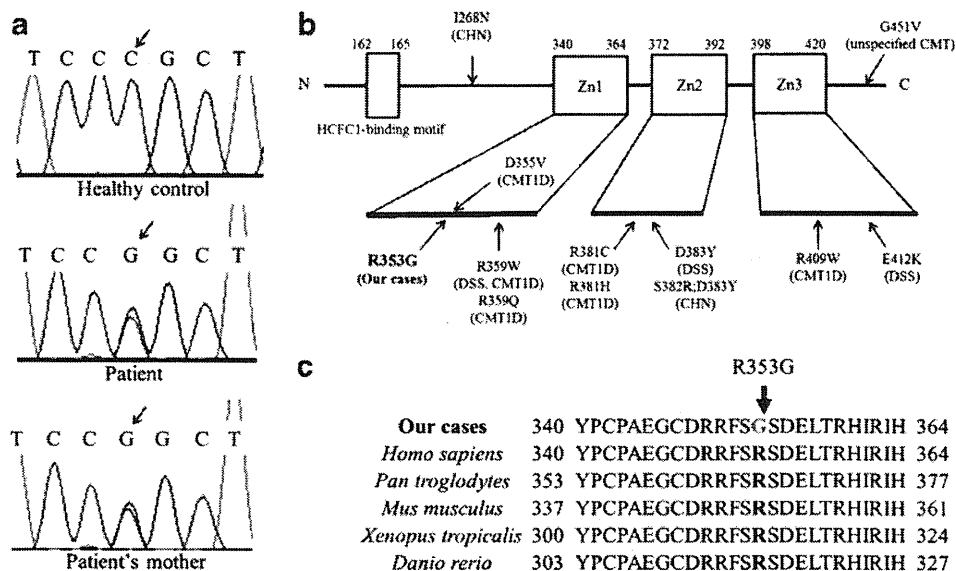 a
T C C C G C T
Healthy control
T C C G G C T
Patient
T C C G G C T
Patient's mother
b
I268N
(CHN)
G451V
(unspecified CMT)
162 165 340 364 372 392 398 420
N Zn1 Zn2 Zn3 C
HCFC1-binding motif
D355V
(CMT1D)
R353G
(Our cases)
R359W
(DSS, CMT1D)
R359Q
(CMT1D)
R381C
(CMT1D)
R381H
(CMT1D)
D383Y
(DSS)
S382R;D383Y
(CHN)
R409W
(CMT1D)
E412K
(DSS)
c
R353G
Our cases 340 YPCPAEGCDRRFSGSDELTRHIRIH 364
Homo sapiens 340 YPCPAEGCDRRFSRSDELTRHIRIH 364
Pan troglodytes 353 YPCPAEGCDRRFSRSDELTRHIRIH 377
Mus musculus 337 YPCPAEGCDRRFSRSDELTRHIRIH 361
Xenopus tropicalis 300 YPCPAEGCDRRFSRSDELTRHIRIH 324
Danio rerio 303 YPCPAEGCDRRFSRSDELTRHIRIH 327